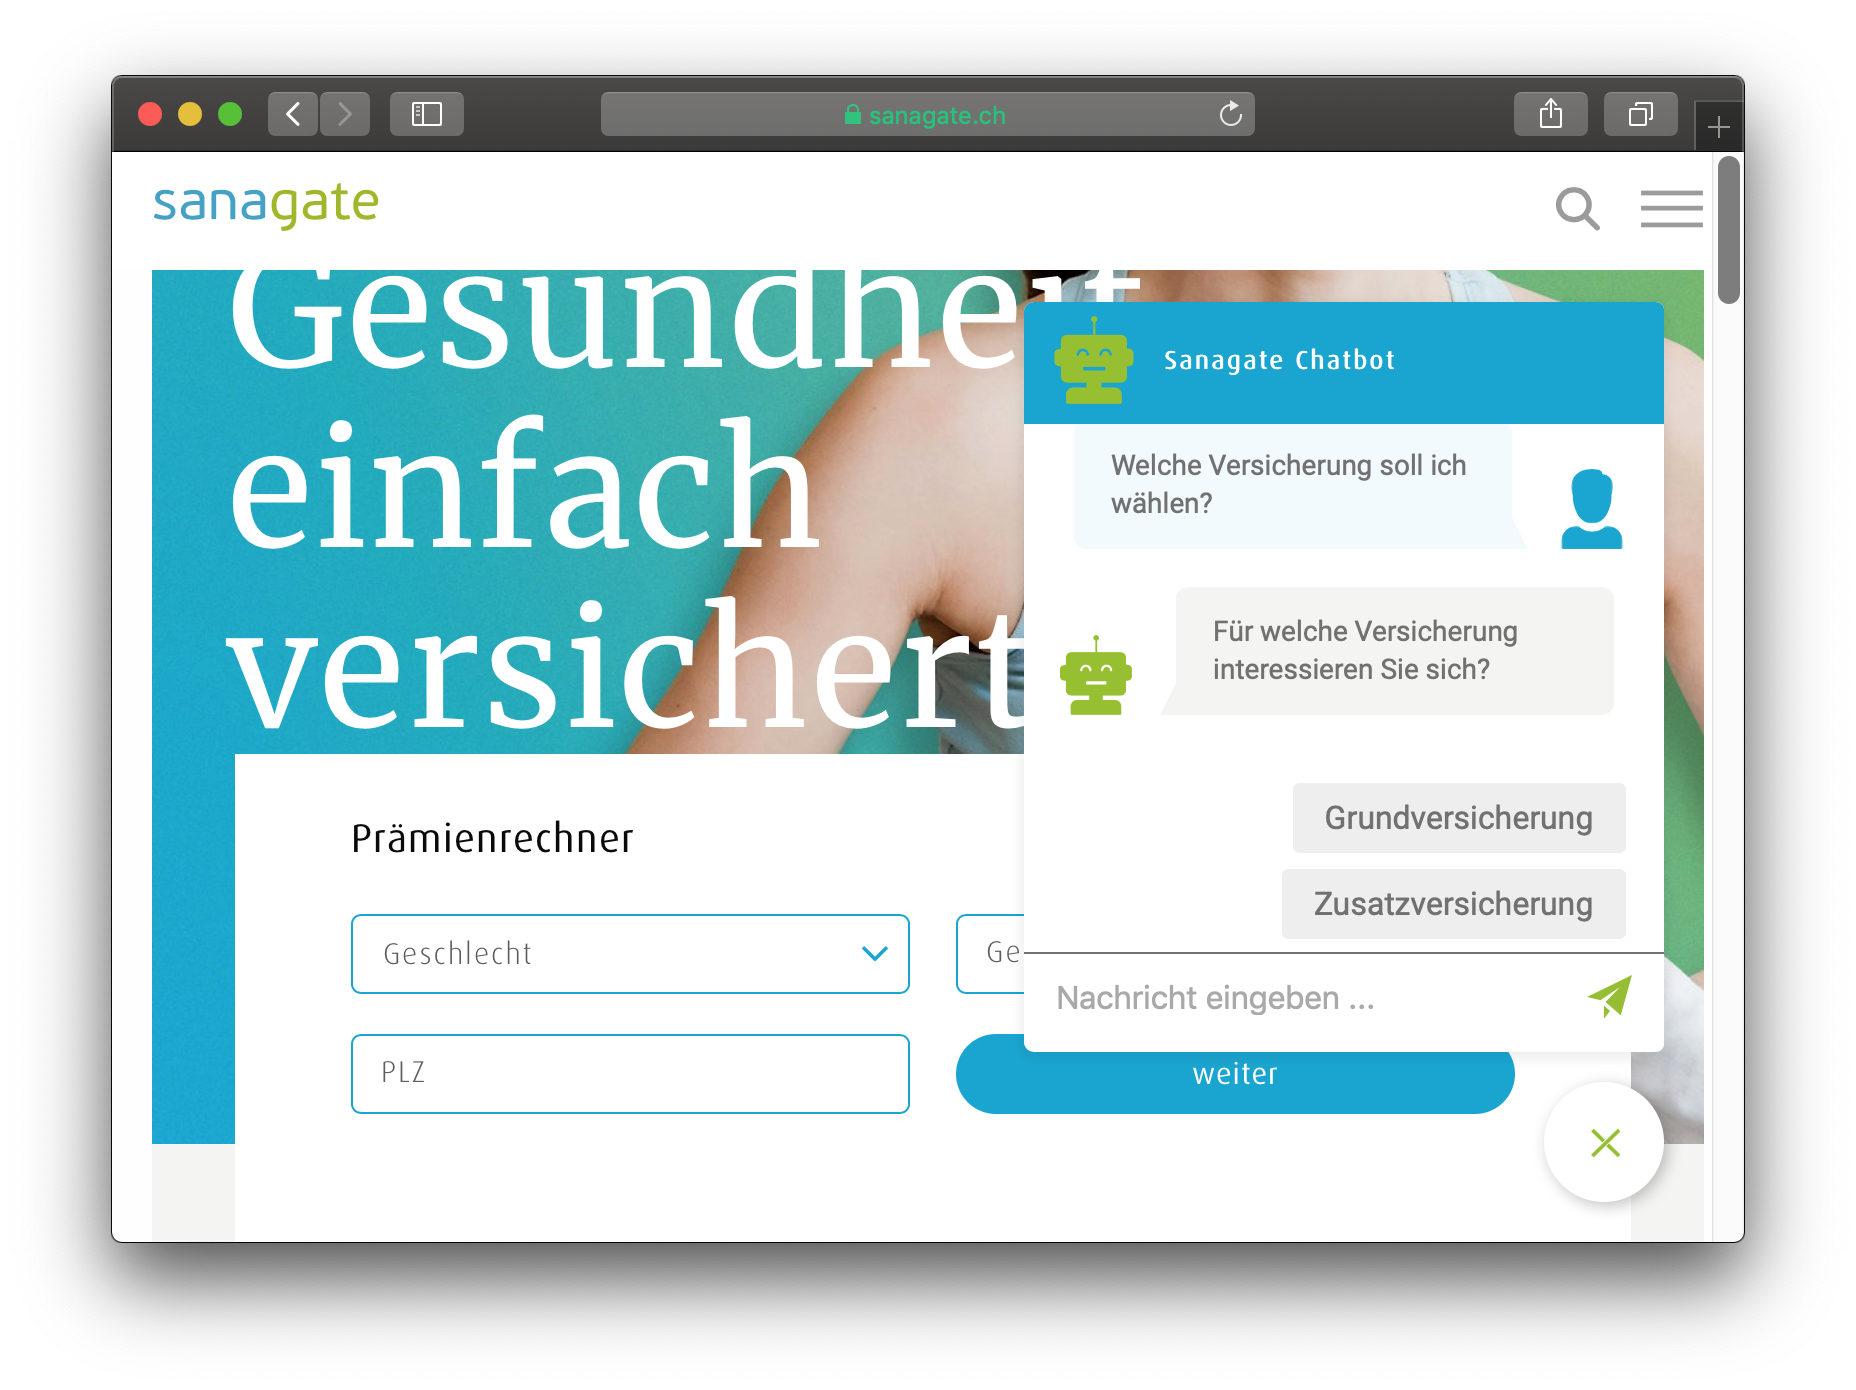 sanagate.ch
sanagate
Gesundheit
einfach
versichert
Prämienrechner
Geschlecht
Ge
PLZ
weiter
Sanagate Chatbot
Welche Versicherung soll ich
wählen?
Für welche Versicherung
interessieren Sie sich?
Grundversicherung
Zusatzversicherung
Nachricht eingeben ...